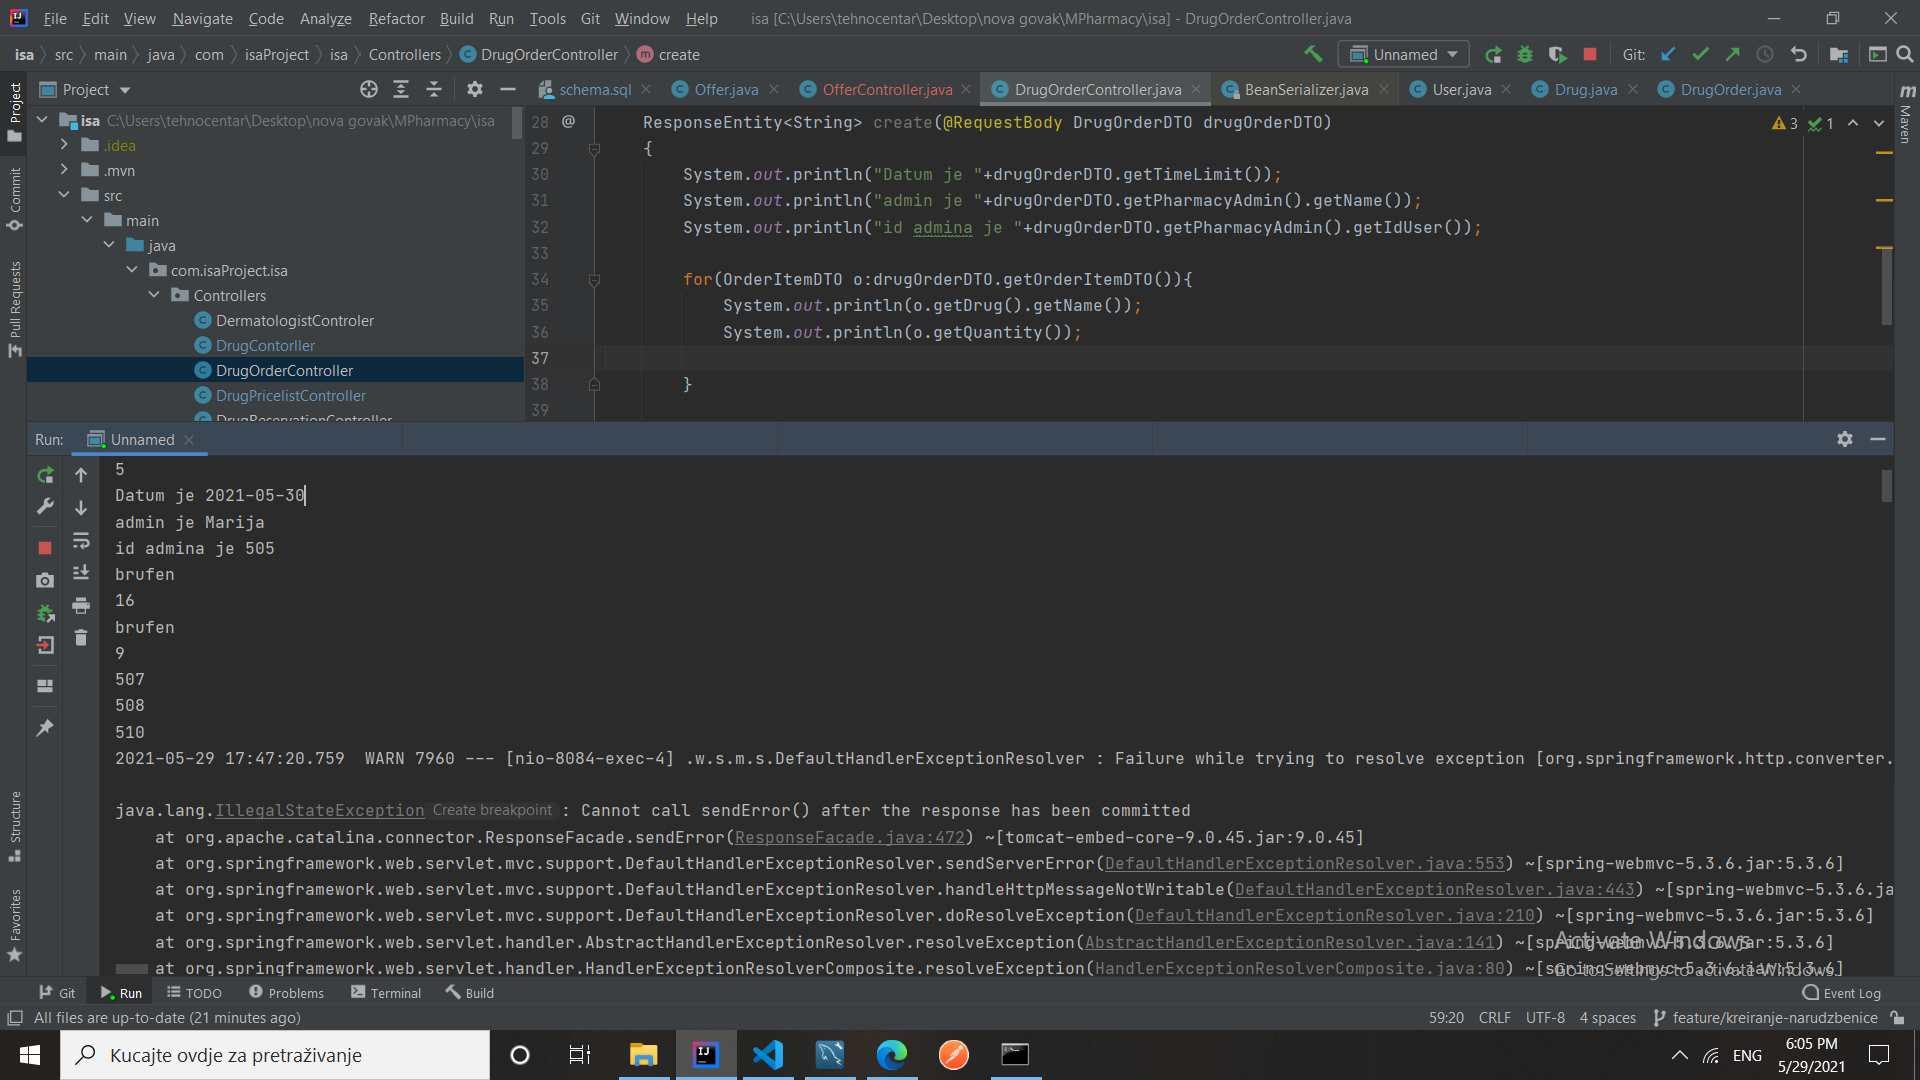 File Edit View Navigate Code Analyze Refactor Build Run Tools Git Window Help isa [C:\Users\tehnocentar\Desktop\nova govak\MPharmacy\isa] - DrugOrderController.java
isa src main java com isaProject isa Controllers DrugOrderController create Unnamed Git:
Project schema.sql Offer.java OfferController.java DrugOrderController.java BeanSerializer.java User.java Drug.java DrugOrder.java
isa C:\Users\tehnocentar\Desktop\nova govak\MPharmacy\isa
.idea
.mvn
src
main
java
com.isaProject.isa
Controllers
DermatologistControler
DrugContorller
DrugOrderController
DrugPricelistController
DrugReservationController
28 @ ResponseEntity<String> create(@RequestBody DrugOrderDTO drugOrderDTO) 3 1
29 {
30 System.out.println("Datum je "+drugOrderDTO.getTimeLimit());
31 System.out.println("admin je "+drugOrderDTO.getPharmacyAdmin().getName());
32 System.out.println("id admina je "+drugOrderDTO.getPharmacyAdmin().getIdUser());
33
34 for(OrderItemDTO o:drugOrderDTO.getOrderItemDTO()){
35 System.out.println(o.getDrug().getName());
36 System.out.println(o.getQuantity());
37
38 }
39
Project
Commit
Pull Requests
Structure
Favorites
m Maven
Run: Unnamed
5
Datum je 2021-05-30
admin je Marija
id admina je 505
brufen
16
brufen
9
507
508
510
2021-05-29 17:47:20.759  WARN 7960 --- [nio-8084-exec-4] .w.s.m.s.DefaultHandlerExceptionResolver : Failure while trying to resolve exception [org.springframework.http.converter.
java.lang.IllegalStateException Create breakpoint : Cannot call sendError() after the response has been committed
at org.apache.catalina.connector.ResponseFacade.sendError(ResponseFacade.java:472) ~[tomcat-embed-core-9.0.45.jar:9.0.45]
at org.springframework.web.servlet.mvc.support.DefaultHandlerExceptionResolver.sendServerError(DefaultHandlerExceptionResolver.java:553) ~[spring-webmvc-5.3.6.jar:5.3.6]
at org.springframework.web.servlet.mvc.support.DefaultHandlerExceptionResolver.handleHttpMessageNotWritable(DefaultHandlerExceptionResolver.java:443) ~[spring-webmvc-5.3.6.ja
at org.springframework.web.servlet.mvc.support.DefaultHandlerExceptionResolver.doResolveException(DefaultHandlerExceptionResolver.java:210) ~[spring-webmvc-5.3.6.jar:5.3.6]
at org.springframework.web.servlet.handler.AbstractHandlerExceptionResolver.resolveException(AbstractHandlerExceptionResolver.java:141) ~[spring-webmvc-5.3.6.jar:5.3.6]
at org.springframework.web.servlet.handler.HandlerExceptionResolverComposite.resolveException(HandlerExceptionResolverComposite.java:80) ~[spring-webmvc-5.3.6.jar:5.3.6]
Activate Windows
Go to Settings to activate Windows.
Git Run TODO Problems Terminal Build Event Log
All files are up-to-date (21 minutes ago) 59:20 CRLF UTF-8 4 spaces feature/kreiranje-narudzbenice
Kucajte ovdje za pretraživanje ENG 6:05 PM
5/29/2021